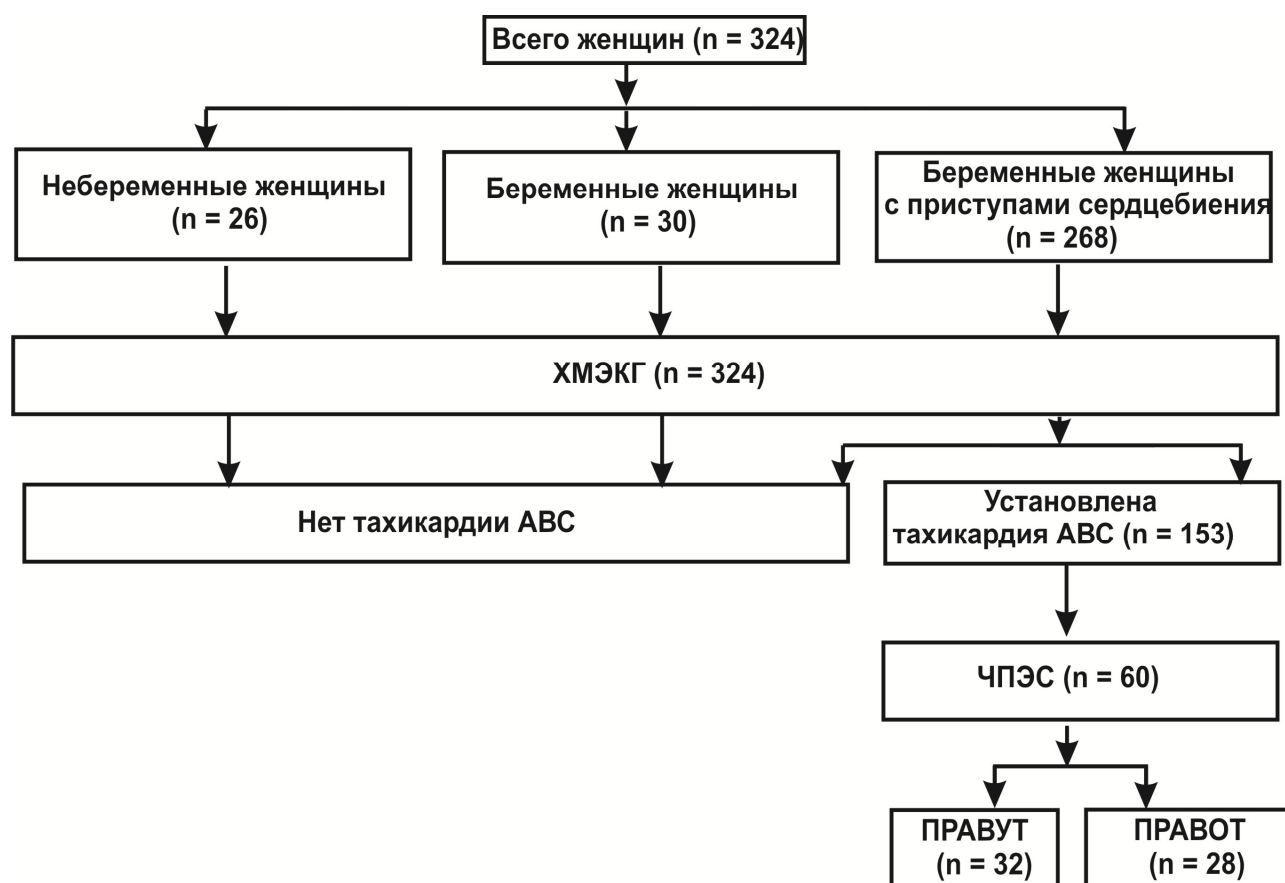 Всего женщин (n = 324)
Небеременные женщины
(n = 26)
Беременные женщины
(n = 30)
Беременные женщины
с приступами сердцебиения
(n = 268)
ХМЭКГ (n = 324)
Нет тахикардии АВС
Установлена
тахикардия АВС (n = 153)
ЧПЭС (n = 60)
ПРАВУТ
(n = 32)
ПРАВОТ
(n = 28)